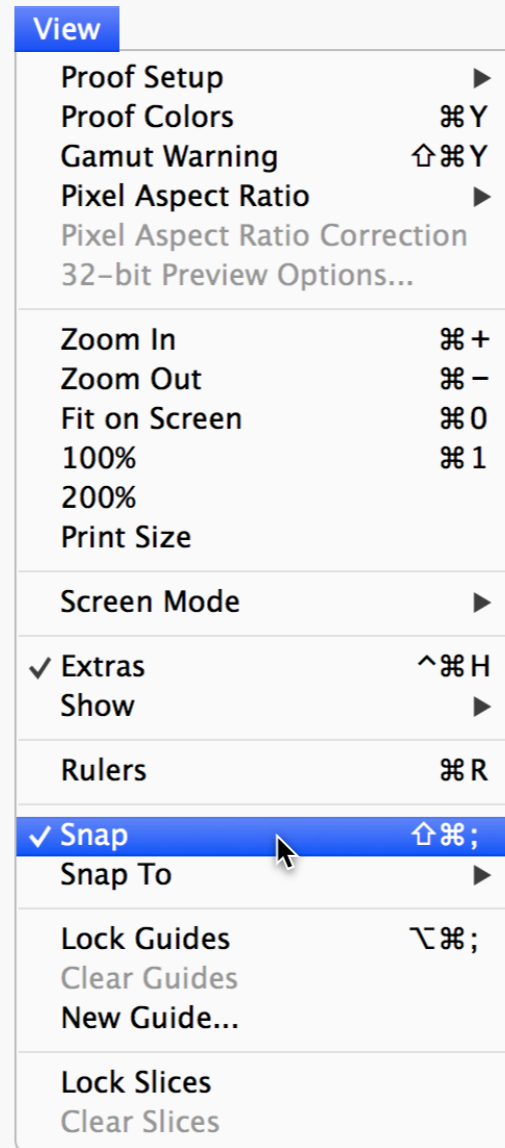 View
Proof Setup ▶
Proof Colors ⌘Y
Gamut Warning ⇧⌘Y
Pixel Aspect Ratio ▶
Pixel Aspect Ratio Correction
32-bit Preview Options...
Zoom In ⌘+
Zoom Out ⌘−
Fit on Screen ⌘0
100% ⌘1
200%
Print Size
Screen Mode ▶
✓ Extras ^⌘H
Show ▶
Rulers ⌘R
✓ Snap ⇧⌘;
Snap To ▶
Lock Guides ⌥⌘;
Clear Guides
New Guide...
Lock Slices
Clear Slices